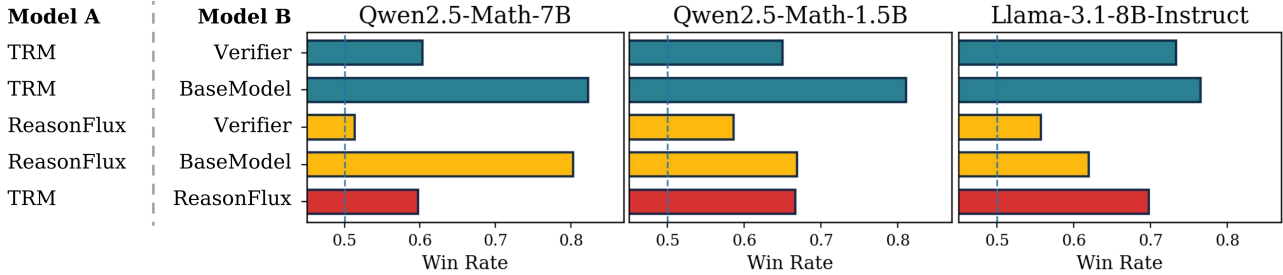 Model A Model B Qwen2.5-Math-7B Qwen2.5-Math-1.5B Llama-3.1-8B-Instruct
TRM Verifier
TRM BaseModel
ReasonFlux Verifier
ReasonFlux BaseModel
TRM ReasonFlux
0.5 0.6 0.7 0.8 0.5 0.6 0.7 0.8 0.5 0.6 0.7 0.8
Win Rate Win Rate Win Rate